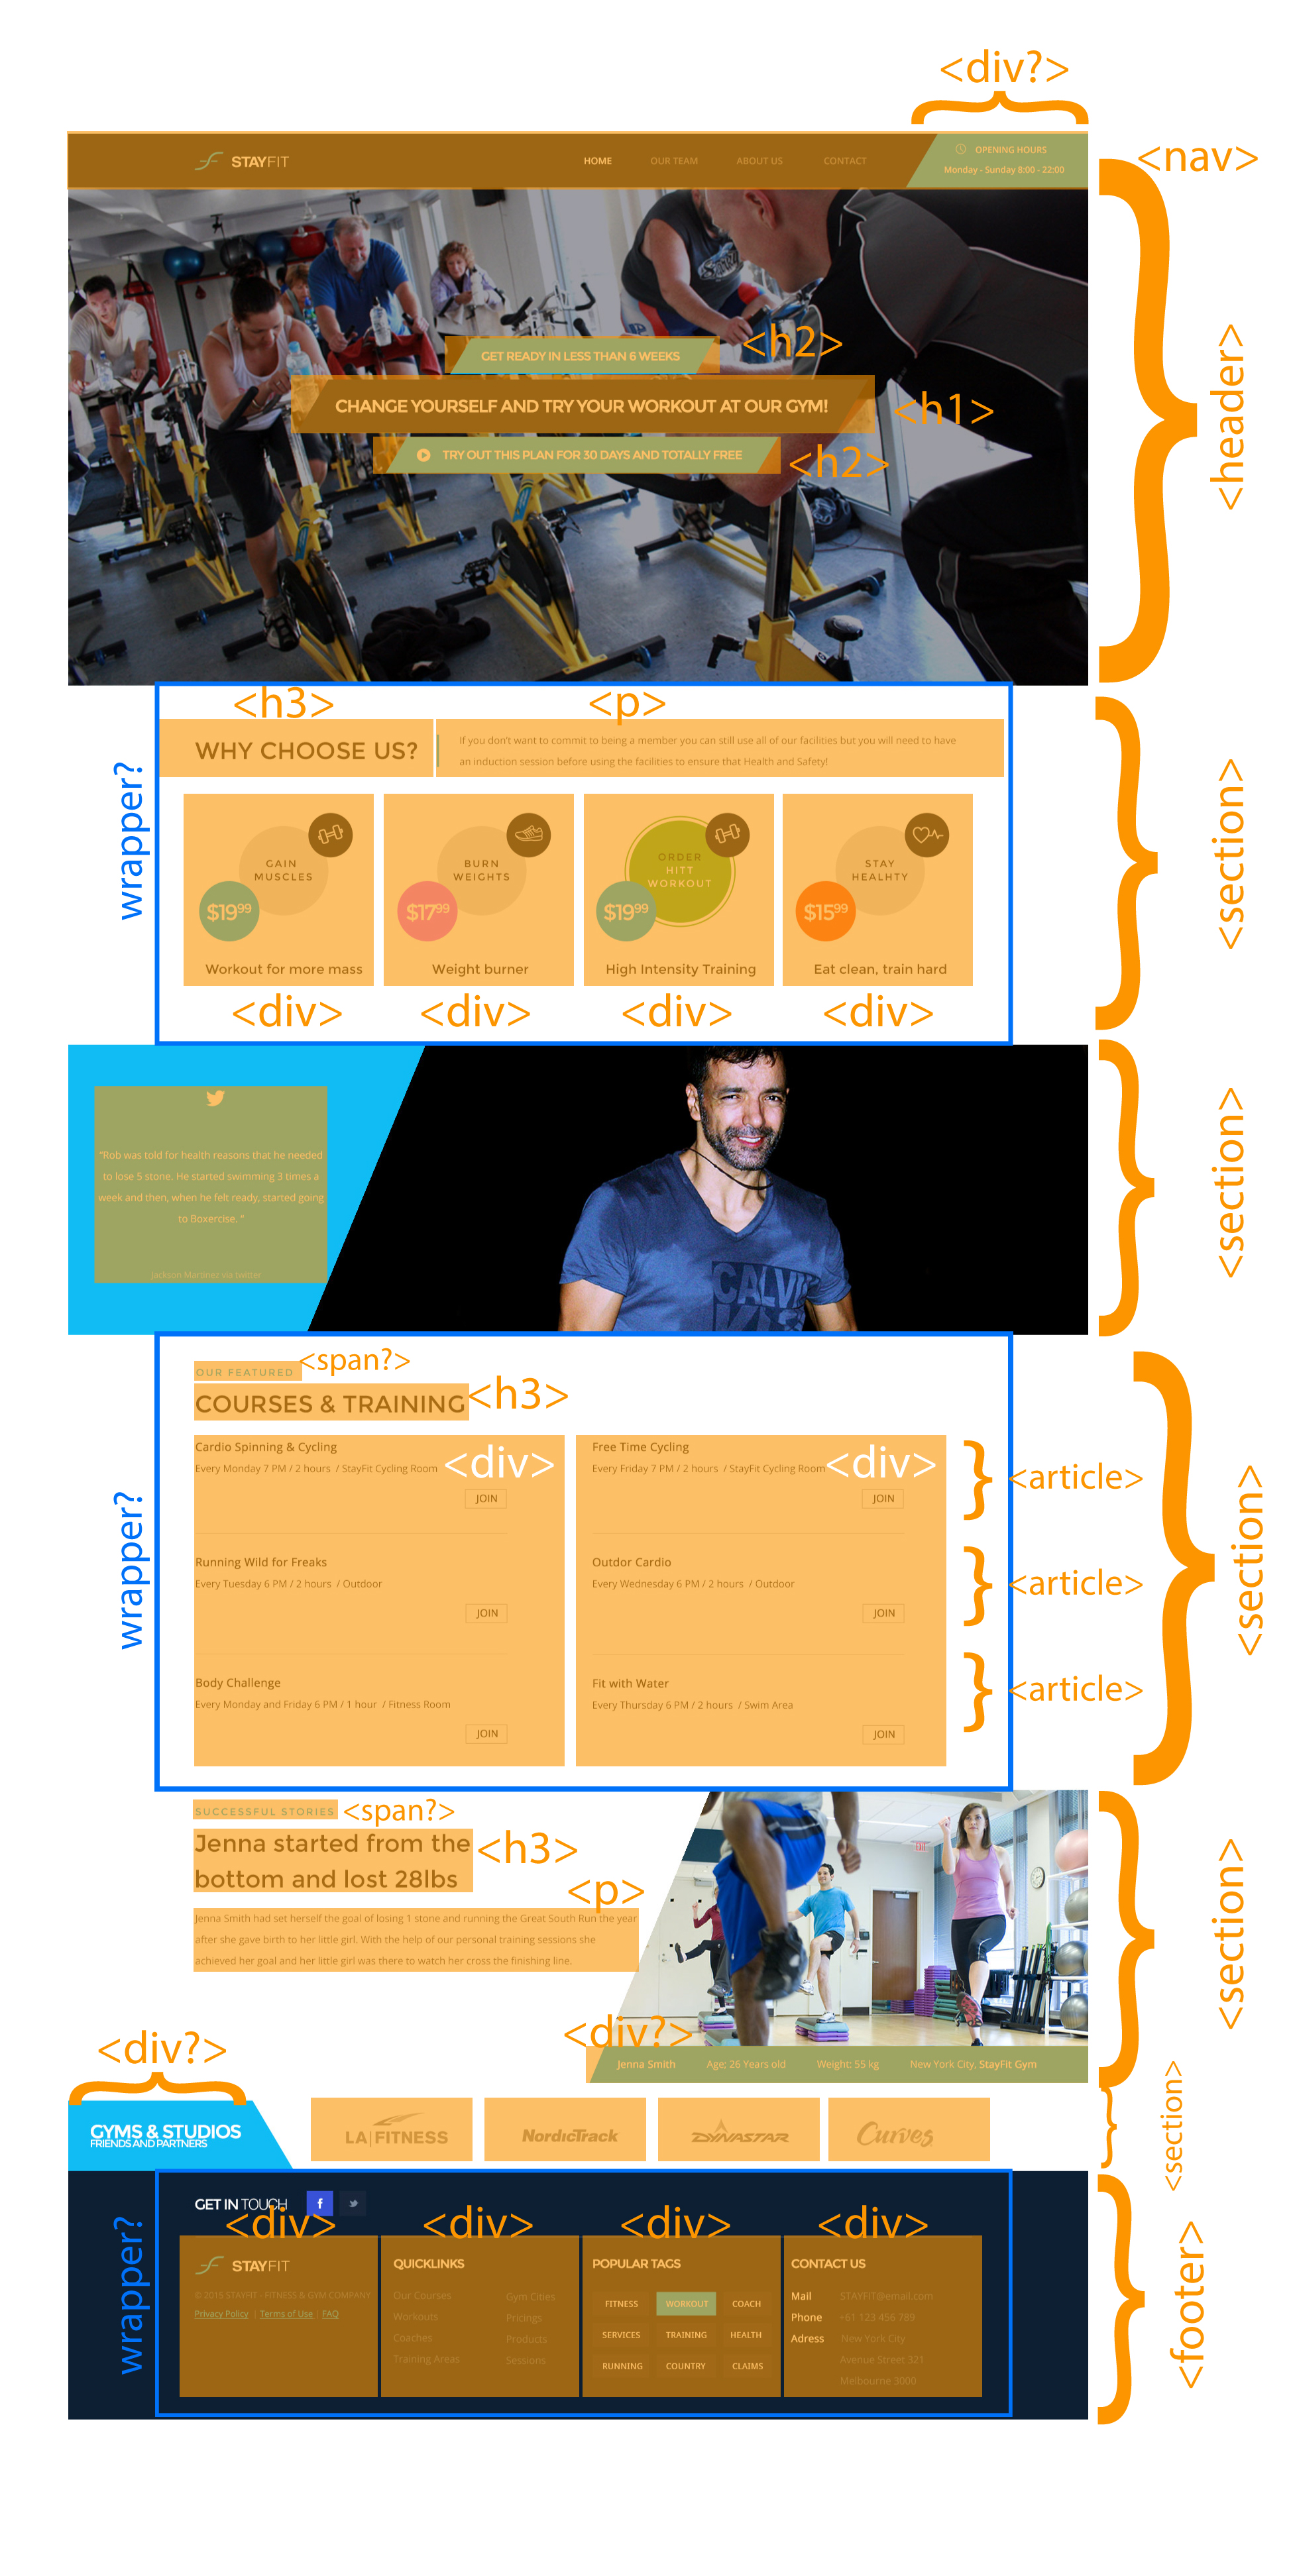 <div?>
STAYFIT
HOME
OUR TEAM
ABOUT US
CONTACT
OPENING HOURS
Monday - Sunday 8:00 - 22:00
<nav>
<header>
GET READY IN LESS THAN 6 WEEKS
<h2>
CHANGE YOURSELF AND TRY YOUR WORKOUT AT OUR GYM!
<h1>
TRY OUT THIS PLAN FOR 30 DAYS AND TOTALLY FREE
<h2>
wrapper?
<h3>
<p>
WHY CHOOSE US?
If you don't want to commit to being a member you can still use all of our facilities but you will need to have
an induction session before using the facilities to ensure that Health and Safety!
<section>
GAIN
MUSCLES
$19.99
Workout for more mass
<div>
BURN
WEIGHTS
$17.99
Weight burner
<div>
ORDER
HITT
WORKOUT
$19.99
High Intensity Training
<div>
STAY
HEALHTY
$15.99
Eat clean, train hard
<div>
"Rob was told for health reasons that he needed
to lose 5 stone. He started swimming 3 times a
week and then, when he felt ready, started going
to Boxercise. "
Jackson Martinez via twitter
CALVIN
<section>
wrapper?
OUR FEATURED
<span?>
COURSES & TRAINING
<h3>
Cardio Spinning & Cycling
Every Monday 7 PM / 2 hours / StayFit Cycling Room
<div>
JOIN
Free Time Cycling
Every Friday 7 PM / 2 hours / StayFit Cycling Room
<div>
JOIN
<article>
Running Wild for Freaks
Every Tuesday 6 PM / 2 hours / Outdoor
JOIN
Outdor Cardio
Every Wednesday 6 PM / 2 hours / Outdoor
JOIN
<article>
Body Challenge
Every Monday and Friday 6 PM / 1 hour / Fitness Room
JOIN
Fit with Water
Every Thursday 6 PM / 2 hours / Swim Area
JOIN
<article>
<section>
SUCCESSFUL STORIES
<span?>
Jenna started from the
bottom and lost 28lbs
<h3>
<p>
Jenna Smith had set herself the goal of losing 1 stone and running the Great South Run the year
after she gave birth to her little girl. With the help of our personal training sessions she
achieved her goal and her little girl was there to watch her cross the finishing line.
EXIT
<div?>
Jenna Smith
Age: 26 Years old
Weight: 55 kg
New York City, StayFit Gym
<section>
<div?>
GYMS & STUDIOS
FRIENDS AND PARTNERS
LA|FITNESS
NordicTrack
DYNASTAR
Curves
<section>
wrapper?
GET IN TOUCH
<div>
<div>
<div>
<div>
STAYFIT
© 2015 STAYFIT - FITNESS & GYM COMPANY
Privacy Policy | Terms of Use | FAQ
QUICKLINKS
Our Courses
Workouts
Coaches
Training Areas
Gym Cities
Pricings
Products
Sessions
POPULAR TAGS
FITNESS
WORKOUT
COACH
SERVICES
TRAINING
HEALTH
RUNNING
COUNTRY
CLAIMS
CONTACT US
Mail STAYFIT@email.com
Phone +61 123 456 789
Adress New York City
Avenue Street 321
Melbourne 3000
<footer>